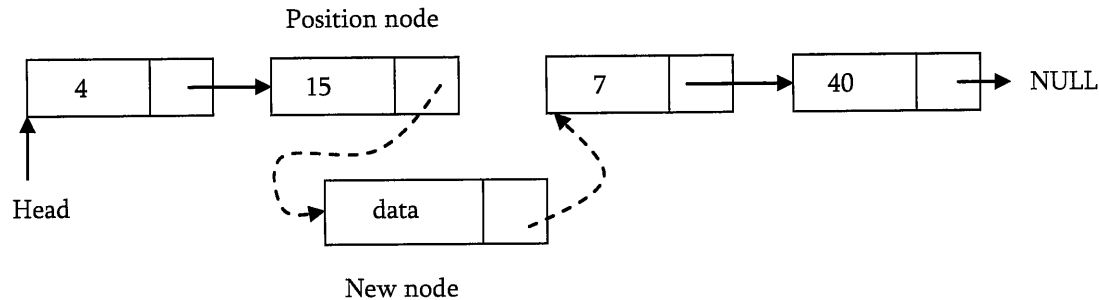 Position node
4
15
7
40
NULL
Head
data
New node